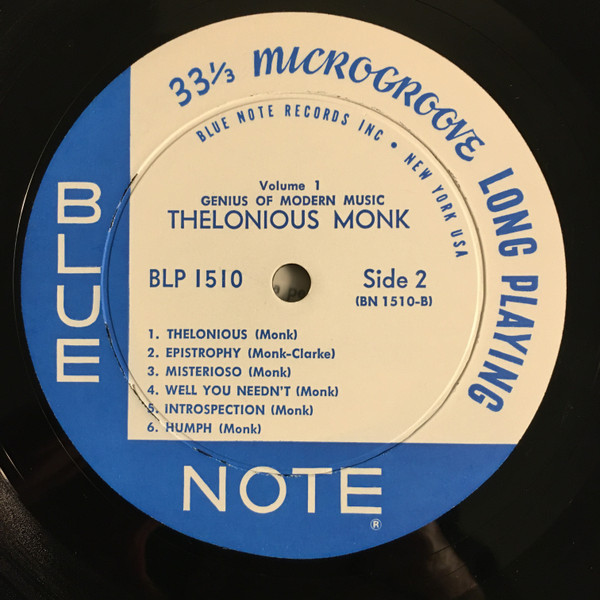 33⅓ MICROGROOVE LONG PLAYING
BLUE NOTE RECORDS INC • NEW YORK USA
Volume 1
GENIUS OF MODERN MUSIC
THELONIOUS MONK
BLP 1510
Side 2
(BN 1510-B)
1. THELONIOUS (Monk)
2. EPISTROPHY (Monk-Clarke)
3. MISTERIOSO (Monk)
4. WELL YOU NEEDN'T (Monk)
5. INTROSPECTION (Monk)
6. HUMPH (Monk)
BLUE
NOTE
®